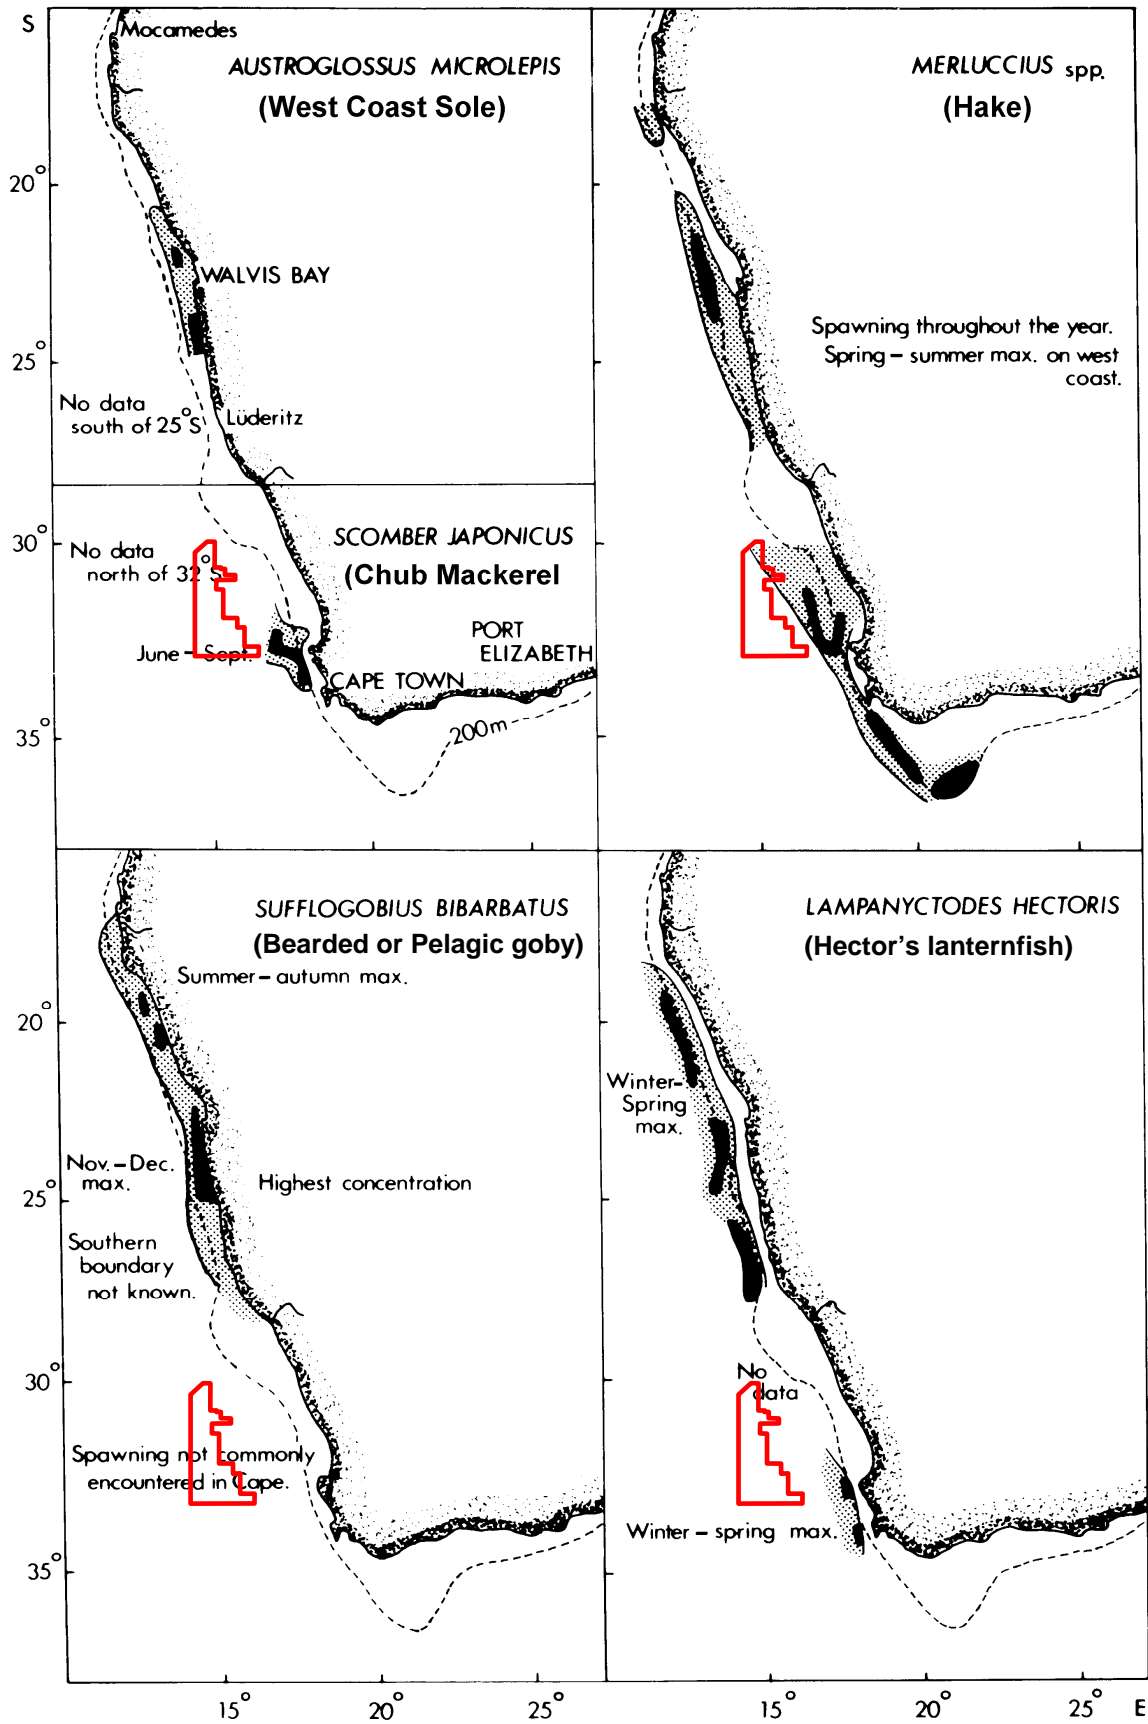 S
Mocamedes
AUSTROGLOSSUS MICROLEPIS
(West Coast Sole)
20°
WALVIS BAY
25°
No data
south of 25°S
Lüderitz
30°
No data
north of 32°S
SCOMBER JAPONICUS
(Chub Mackerel
June – Sept.
PORT
ELIZABETH
CAPE TOWN
200m
35°
MERLUCCIUS spp.
(Hake)
Spawning throughout the year.
Spring – summer max. on west
coast.
SUFFLOGOBIUS BIBARBATUS
(Bearded or Pelagic goby)
Summer – autumn max.
20°
Nov. – Dec.
max.
25°
Highest concentration
Southern
boundary
not known.
30°
Spawning not commonly
encountered in Cape.
35°
15°
20°
25°
LAMPANYCTODES HECTORIS
(Hector's lanternfish)
Winter–
Spring
max.
No
data
Winter – spring max.
15°
20°
25°
E